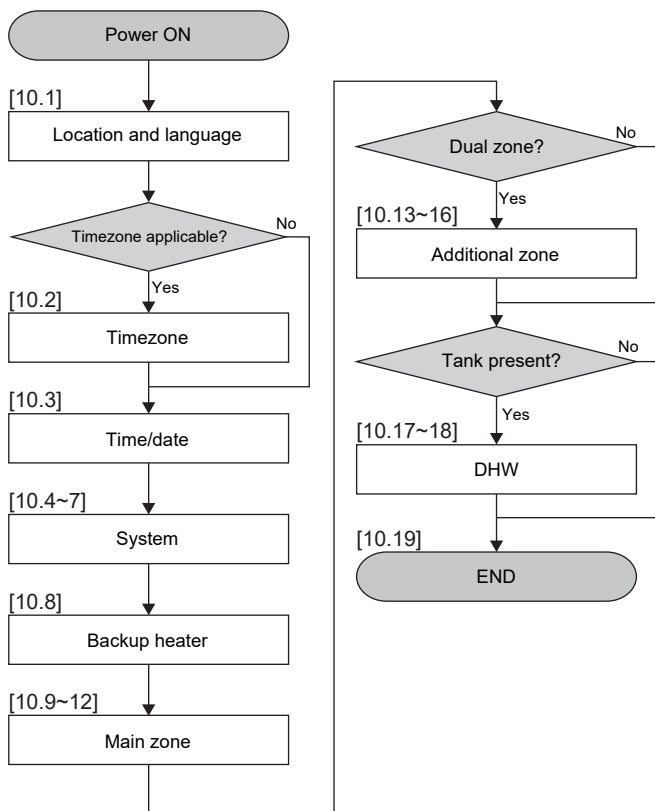 Power ON
[10.1]
Location and language
Timezone applicable?
No
Yes
[10.2]
Timezone
[10.3]
Time/date
[10.4~7]
System
[10.8]
Backup heater
[10.9~12]
Main zone
Dual zone?
No
Yes
[10.13~16]
Additional zone
Tank present?
No
Yes
[10.17~18]
DHW
[10.19]
END